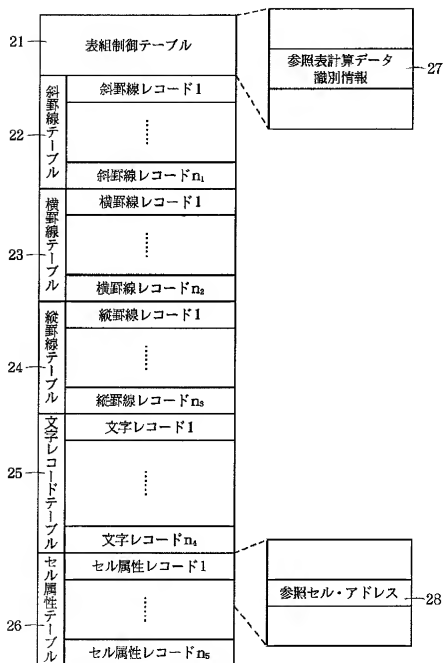 21
表組制御テーブル
参照表計算データ
識別情報
27
22
斜罫線テーブル
斜罫線レコード1
斜罫線レコードn₁
23
横罫線テーブル
横罫線レコード1
横罫線レコードn₂
24
縦罫線テーブル
縦罫線レコード1
縦罫線レコードn₃
25
文字レコードテーブル
文字レコード1
文字レコードn₄
26
セル属性テーブル
セル属性レコード1
セル属性レコードn₅
参照セル・アドレス
28